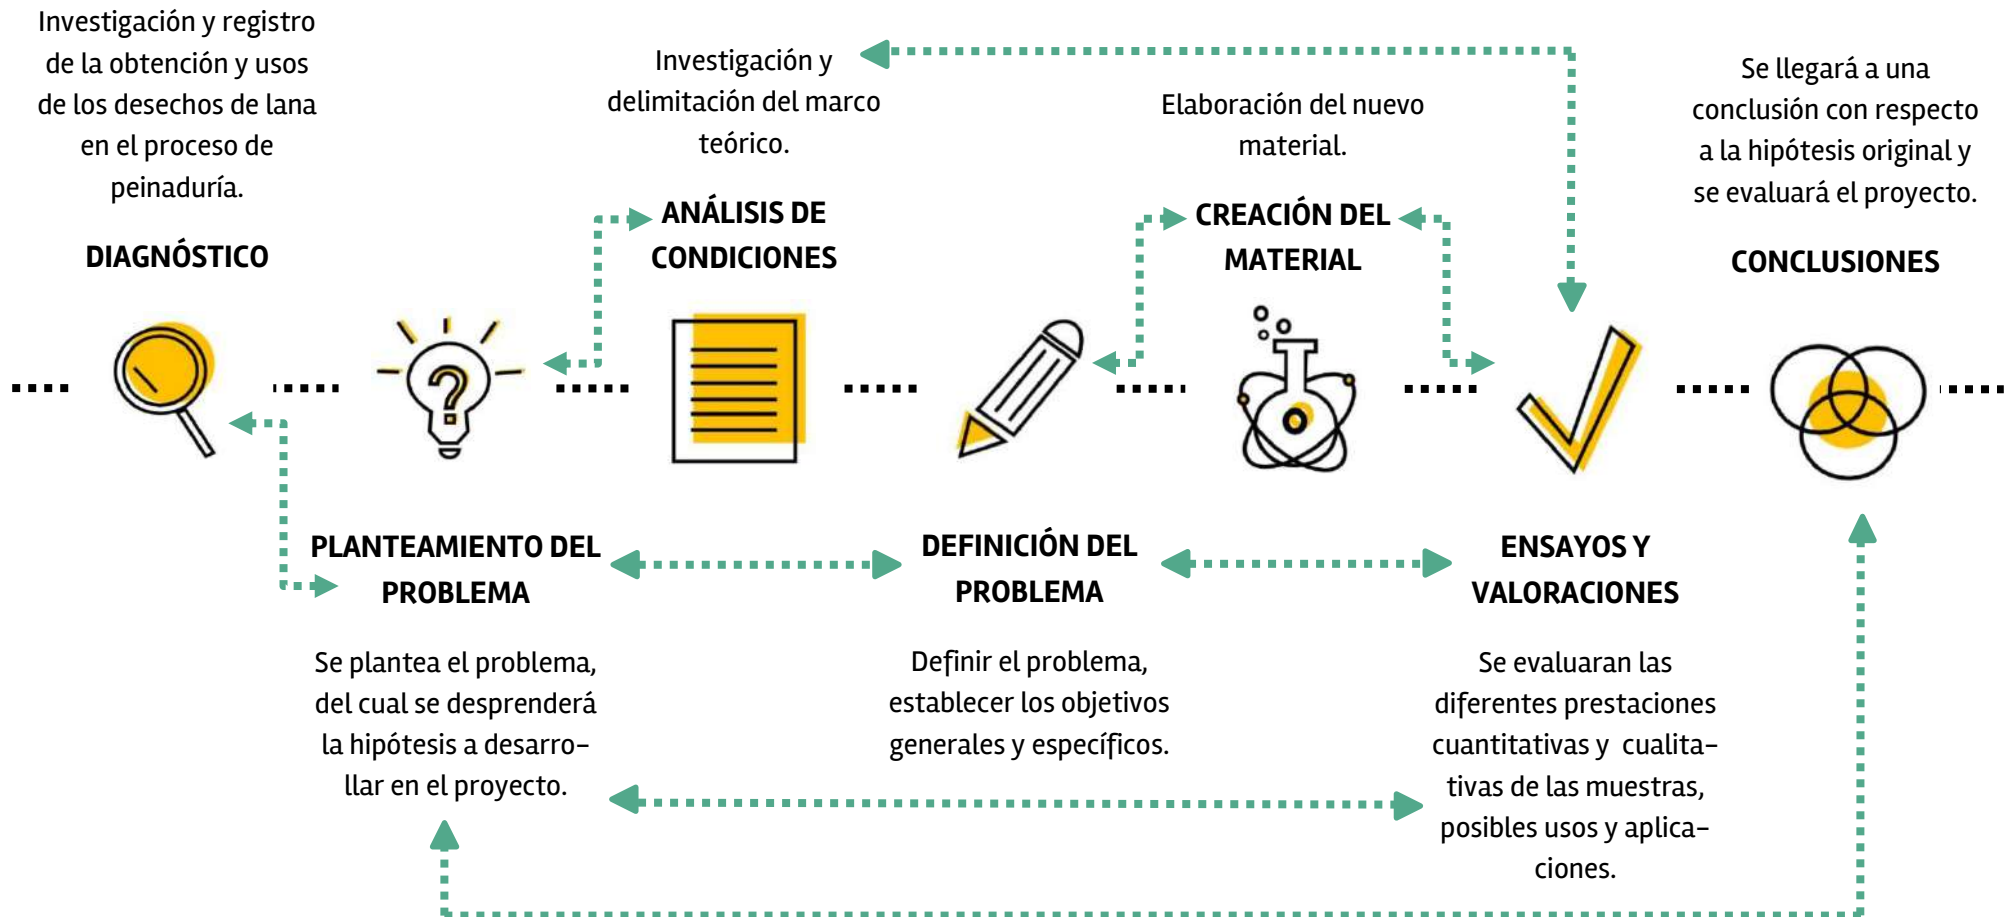 Investigación y registro
de la obtención y usos
de los desechos de lana
en el proceso de
peinaduría.
DIAGNÓSTICO
?
PLANTEAMIENTO DEL
PROBLEMA
Se plantea el problema,
del cual se desprenderá
la hipótesis a desarro-
llar en el proyecto.
Investigación y
delimitación del marco
teórico.
ANÁLISIS DE
CONDICIONES
DEFINICIÓN DEL
PROBLEMA
Definir el problema,
establecer los objetivos
generales y específicos.
Elaboración del nuevo
material.
CREACIÓN DEL
MATERIAL
ENSAYOS Y
VALORACIONES
Se evaluaran las
diferentes prestaciones
cuantitativas y cualita-
tivas de las muestras,
posibles usos y aplica-
ciones.
Se llegará a una
conclusión con respecto
a la hipótesis original y
se evaluará el proyecto.
CONCLUSIONES